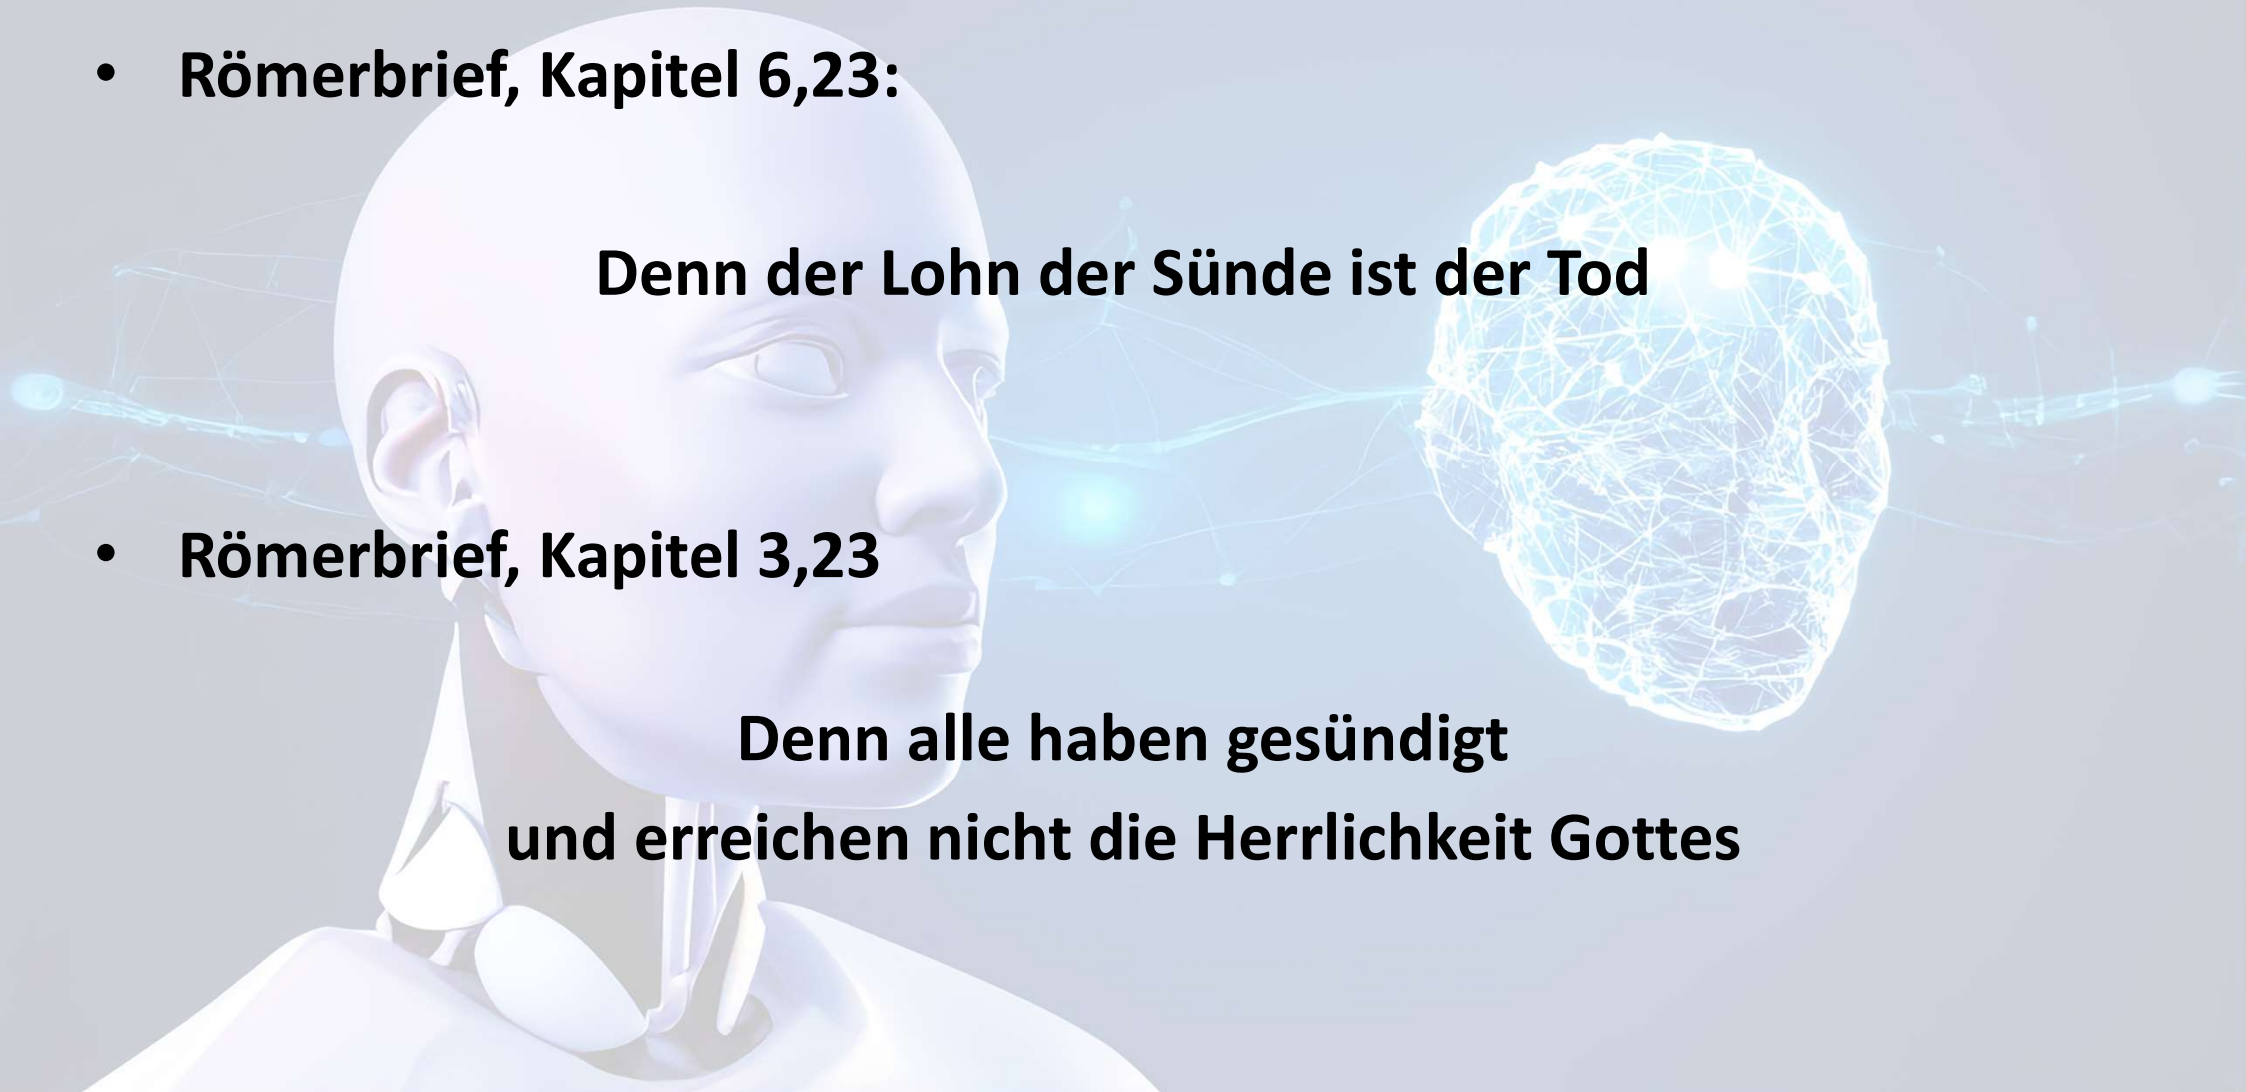 • Römerbrief, Kapitel 6,23:
Denn der Lohn der Sünde ist der Tod
• Römerbrief, Kapitel 3,23
Denn alle haben gesündigt
und erreichen nicht die Herrlichkeit Gottes